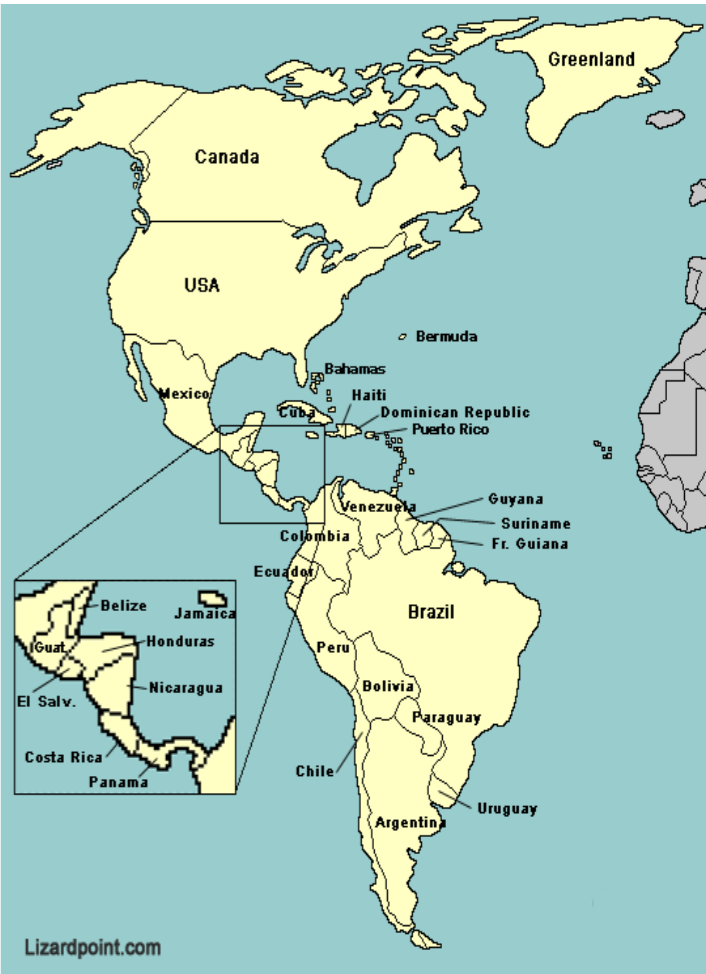 Greenland
Canada
USA
Bermuda
Bahamas
Mexico
Haiti
Cuba
Dominican Republic
Puerto Rico
Guyana
Venezuela
Suriname
Colombia
Fr. Guiana
Ecuador
Belize
Jamaica
Brazil
Honduras
Guat.
Peru
Nicaragua
Bolivia
El Salv.
Paraguay
Costa Rica
Chile
Panama
Uruguay
Argentina
Lizardpoint.com